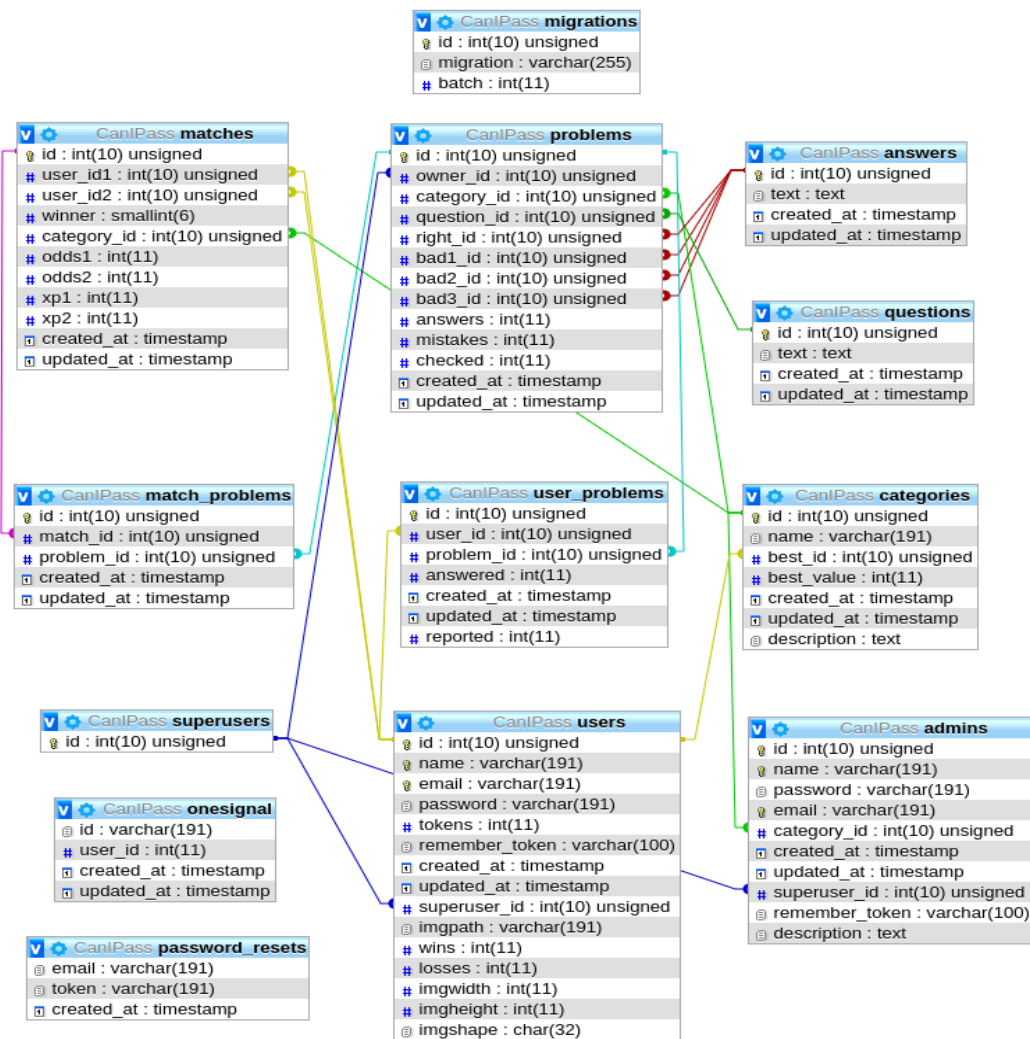 CanIPass migrations
id : int(10) unsigned
migration : varchar(255)
batch : int(11)
CanIPass matches
id : int(10) unsigned
user_id1 : int(10) unsigned
user_id2 : int(10) unsigned
winner : smallint(6)
category_id : int(10) unsigned
odds1 : int(11)
odds2 : int(11)
xp1 : int(11)
xp2 : int(11)
created_at : timestamp
updated_at : timestamp
CanIPass problems
id : int(10) unsigned
owner_id : int(10) unsigned
category_id : int(10) unsigned
question_id : int(10) unsigned
right_id : int(10) unsigned
bad1_id : int(10) unsigned
bad2_id : int(10) unsigned
bad3_id : int(10) unsigned
answers : int(11)
mistakes : int(11)
checked : int(11)
created_at : timestamp
updated_at : timestamp
CanIPass answers
id : int(10) unsigned
text : text
created_at : timestamp
updated_at : timestamp
CanIPass questions
id : int(10) unsigned
text : text
created_at : timestamp
updated_at : timestamp
CanIPass match_problems
id : int(10) unsigned
match_id : int(10) unsigned
problem_id : int(10) unsigned
created_at : timestamp
updated_at : timestamp
CanIPass user_problems
id : int(10) unsigned
user_id : int(10) unsigned
problem_id : int(10) unsigned
answered : int(11)
created_at : timestamp
updated_at : timestamp
reported : int(11)
CanIPass categories
id : int(10) unsigned
name : varchar(191)
best_id : int(10) unsigned
best_value : int(11)
created_at : timestamp
updated_at : timestamp
description : text
CanIPass superusers
id : int(10) unsigned
CanIPass onesignal
id : varchar(191)
user_id : int(11)
created_at : timestamp
updated_at : timestamp
CanIPass password_resets
email : varchar(191)
token : varchar(191)
created_at : timestamp
CanIPass users
id : int(10) unsigned
name : varchar(191)
email : varchar(191)
password : varchar(191)
tokens : int(11)
remember_token : varchar(100)
created_at : timestamp
updated_at : timestamp
superuser_id : int(10) unsigned
imgpath : varchar(191)
wins : int(11)
losses : int(11)
imgwidth : int(11)
imgheight : int(11)
imgshape : char(32)
CanIPass admins
id : int(10) unsigned
name : varchar(191)
password : varchar(191)
email : varchar(191)
category_id : int(10) unsigned
created_at : timestamp
updated_at : timestamp
superuser_id : int(10) unsigned
remember_token : varchar(100)
description : text